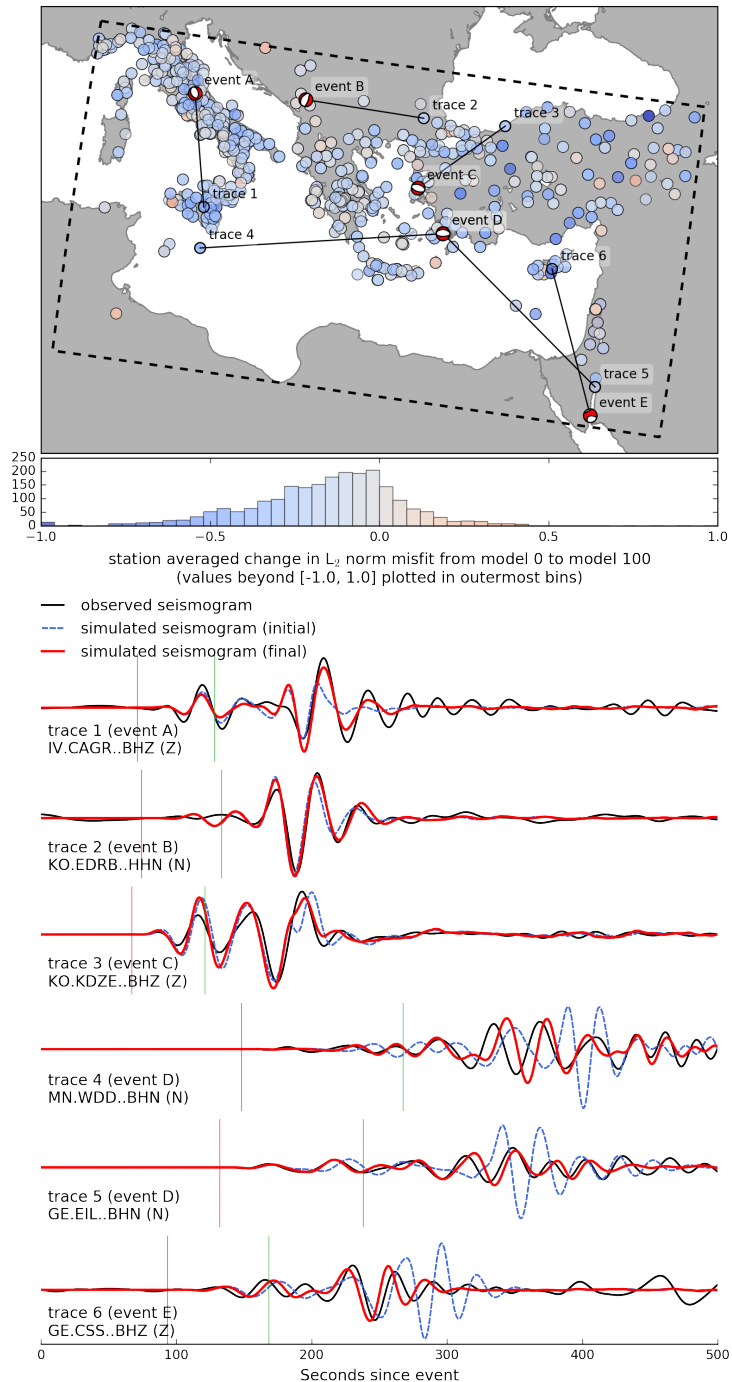 event A
event B
trace 2
trace 3
event C
trace 1
event D
trace 4
trace 6
trace 5
event E
250
200
150
100
50
0
−1.0 −0.5 0.0 0.5 1.0
station averaged change in L₂ norm misfit from model 0 to model 100
(values beyond [-1.0, 1.0] plotted in outermost bins)
observed seismogram
simulated seismogram (initial)
simulated seismogram (final)
trace 1 (event A)
IV.CAGR..BHZ (Z)
trace 2 (event B)
KO.EDRB..HHN (N)
trace 3 (event C)
KO.KDZE..BHZ (Z)
trace 4 (event D)
MN.WDD..BHN (N)
trace 5 (event D)
GE.EIL..BHN (N)
trace 6 (event E)
GE.CSS..BHZ (Z)
0 100 200 300 400 500
Seconds since event